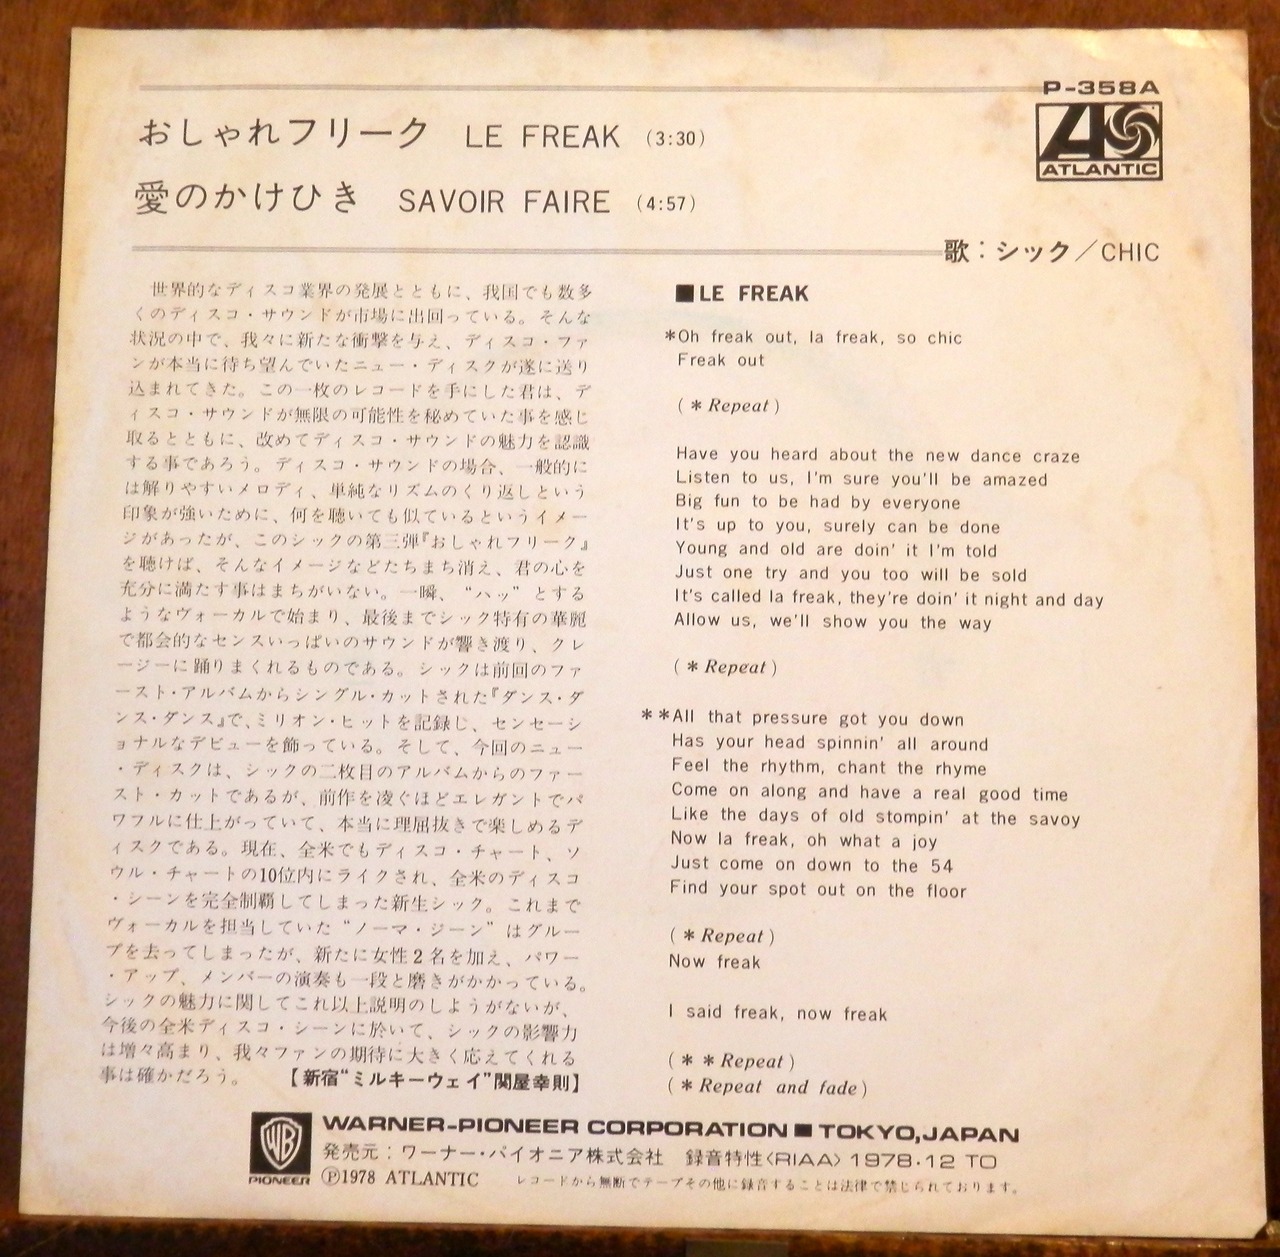 P-358A
ATLANTIC
おしゃれフリーク LE FREAK (3:30)
愛のかけひき SAVOIR FAIRE (4:57)
歌：シック／CHIC
世界的なディスコ業界の発展とともに、我国でも数多
くのディスコ・サウンドが市場に出回っている。そんな
状況の中で、我々に新たな衝撃を与え、ディスコ・ファ
ンが本当に待ち望んでいたニュー・ディスクが遂に送り
込まれてきた。この一枚のレコードを手にした君は、デ
ィスコ・サウンドが無限の可能性を秘めていた事を感じ
取るとともに、改めてディスコ・サウンドの魅力を認識
する事であろう。ディスコ・サウンドの場合、一般的に
は解りやすいメロディ、単純なリズムのくり返しという
印象が強いために、何を聴いても似ているというイメー
ジがあったが、このシックの第三弾『おしゃれフリーク』
を聴けば、そんなイメージなどたちまち消え、君の心を
充分に満たす事はまちがいない。一瞬、“ハッ”とする
ようなヴォーカルで始まり、最後までシック特有の華麗
で都会的なセンスいっぱいのサウンドが響き渡り、クレ
ージーに踊りまくれるものである。シックは前回のファ
ースト・アルバムからシングル・カットされた『ダンス・ダ
ンス・ダンス』で、ミリオン・ヒットを記録し、センセーシ
ョナルなデビューを飾っている。そして、今回のニュー
・ディスクは、シックの二枚目のアルバムからのファー
スト・カットであるが、前作を凌ぐほどエレガントでパ
ワフルに仕上がっていて、本当に理屈抜きで楽しめるデ
ィスクである。現在、全米でもディスコ・チャート、ソ
ウル・チャートの10位内にライクされ、全米のディスコ
・シーンを完全制覇してしまった新生シック。これまで
ヴォーカルを担当していた“ノーマ・ジーン”はグルー
プを去ってしまったが、新たに女性2名を加え、パワー
・アップ、メンバーの演奏も一段と磨きがかかっている。
シックの魅力に関してこれ以上説明のしようがないが、
今後の全米ディスコ・シーンに於いて、シックの影響力
は増々高まり、我々ファンの期待に大きく応えてくれる
事は確かだろう。 【新宿“ミルキーウェイ”関屋幸則】
■LE FREAK
＊Oh freak out, la freak, so chic
Freak out
(＊Repeat)
Have you heard about the new dance craze
Listen to us, I'm sure you'll be amazed
Big fun to be had by everyone
It's up to you, surely can be done
Young and old are doin' it I'm told
Just one try and you too will be sold
It's called la freak, they're doin' it night and day
Allow us, we'll show you the way
(＊Repeat)
＊＊All that pressure got you down
Has your head spinnin' all around
Feel the rhythm, chant the rhyme
Come on along and have a real good time
Like the days of old stompin' at the savoy
Now la freak, oh what a joy
Just come on down to the 54
Find your spot out on the floor
(＊Repeat)
Now freak
I said freak, now freak
(＊＊Repeat)
(＊Repeat and fade)
WB
PIONEER
WARNER-PIONEER CORPORATION ■ TOKYO,JAPAN
発売元：ワーナー・パイオニア株式会社 録音特性〈RIAA〉1978・12 TO
Ⓟ1978 ATLANTIC レコードから無断でテープその他に録音することは法律で禁じられております。